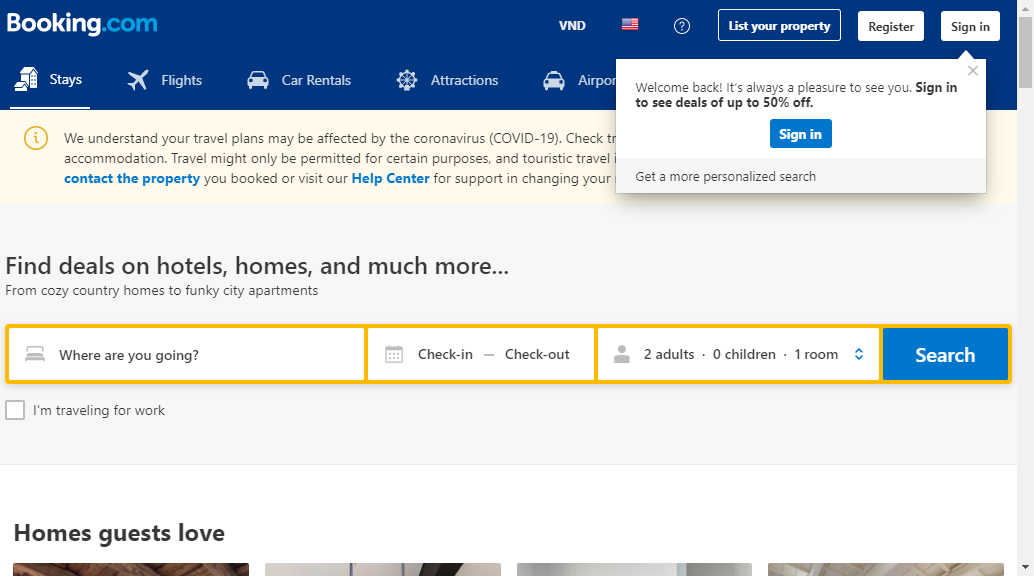 Booking.com
VND
List your property
Register
Sign in
Stays
Flights
Car Rentals
Attractions
Airpor
Welcome back! It's always a pleasure to see you. Sign in
to see deals of up to 50% off.
Sign in
Get a more personalized search
We understand your travel plans may be affected by the coronavirus (COVID-19). Check
accommodation. Travel might only be permitted for certain purposes, and touristic travel
contact the property you booked or visit our Help Center for support in changing your
Find deals on hotels, homes, and much more...
From cozy country homes to funky city apartments
Where are you going?
Check-in — Check-out
2 adults · 0 children · 1 room
Search
I'm traveling for work
Homes guests love